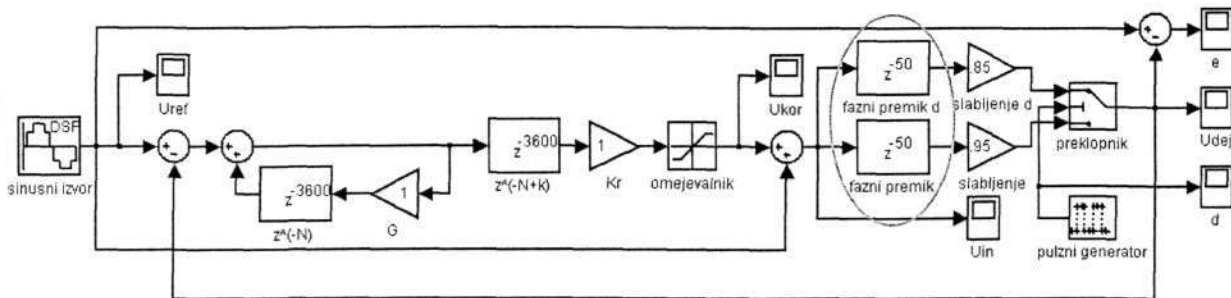 DSP
sinusni izvor
Uref
z^-3600
z^(-N)
1
G
z^-3600
z^(-N+k)
1
Kr
omejevalnik
Ukor
z^-50
fazni premik d
z^-50
fazni premik
.85
slabljenje d
.95
slabljenje
Uin
preklopnik
pulzni generator
e
Udej
d